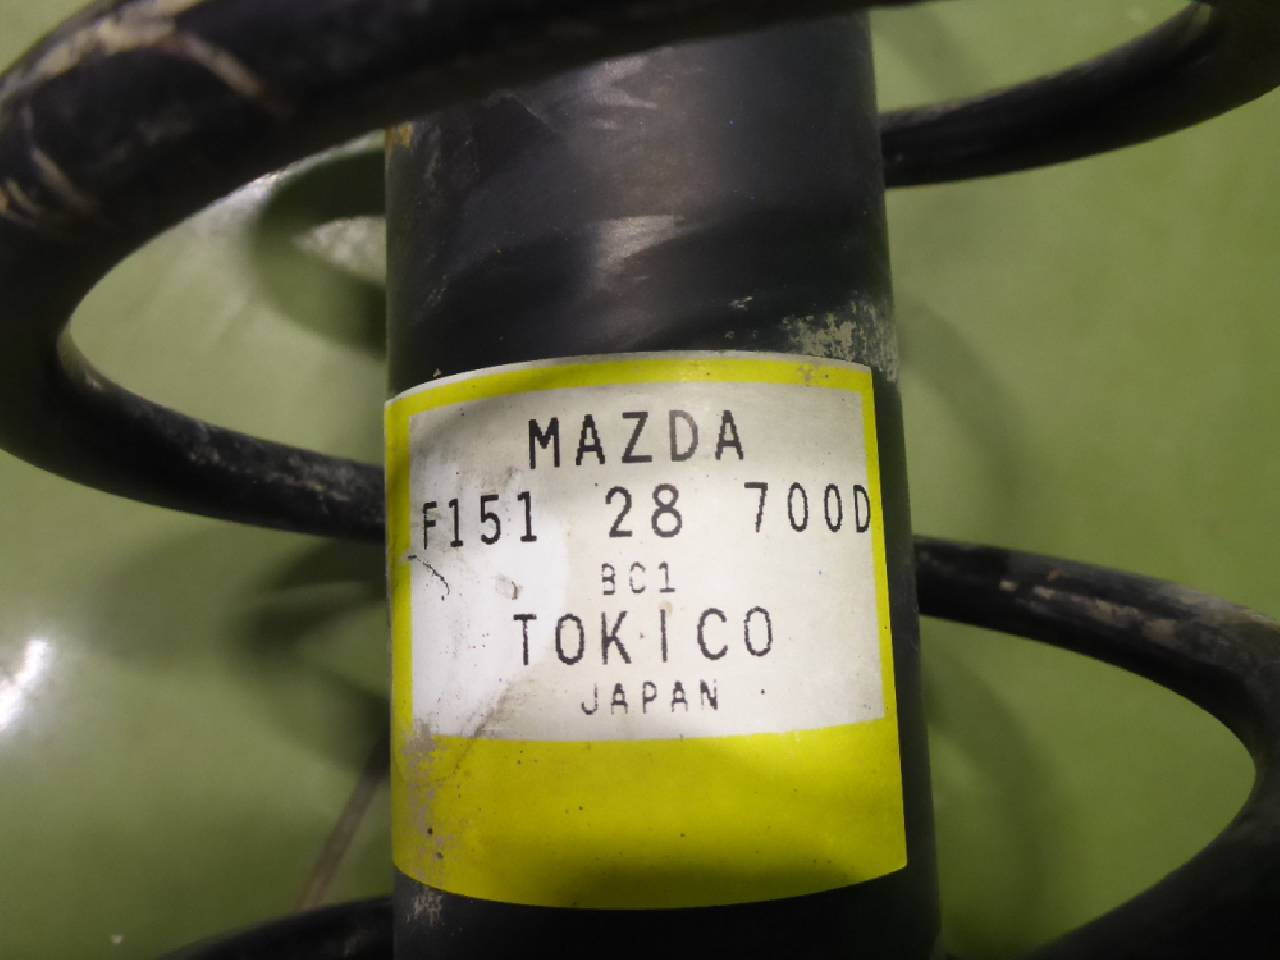 MAZDA
F151 28 700D
BC1
TOKICO
JAPAN